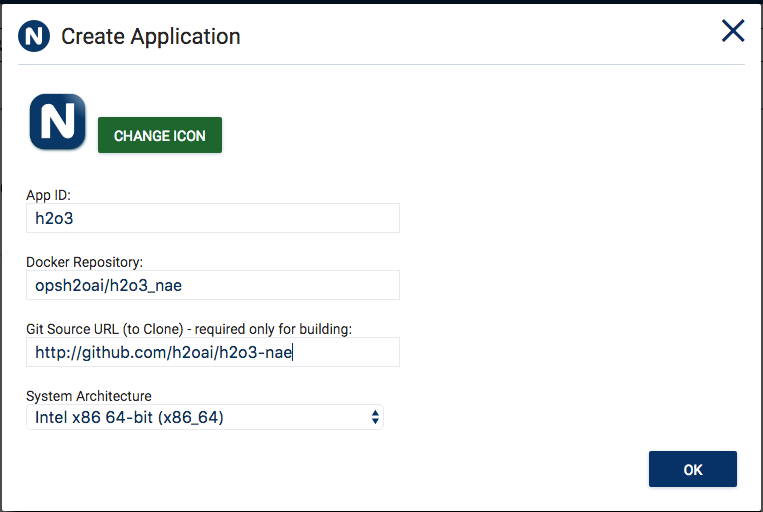 N Create Application
N
CHANGE ICON
App ID:
h2o3
Docker Repository:
opsh2oai/h2o3_nae
Git Source URL (to Clone) - required only for building:
http://github.com/h2oai/h2o3-nae
System Architecture
Intel x86 64-bit (x86_64)
OK